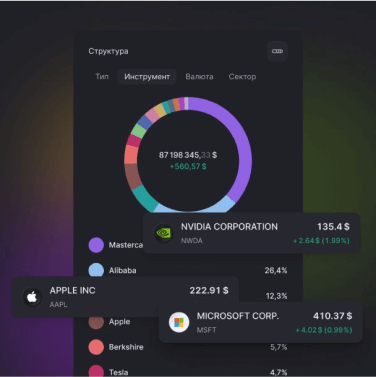 Структура
Тип Инструмент Валюта Сектор
87 198 345,33 $
+560,57 $
NVIDIA CORPORATION 135.4 $
NWDA +2.64 $ (1.99%)
Masterca
Alibaba 26,4%
APPLE INC 222.91 $
AAPL
12,3%
Apple
MICROSOFT CORP. 410.37 $
MSFT +4.02 $ (0.99%)
Berkshire 5,7%
Tesla 4,7%